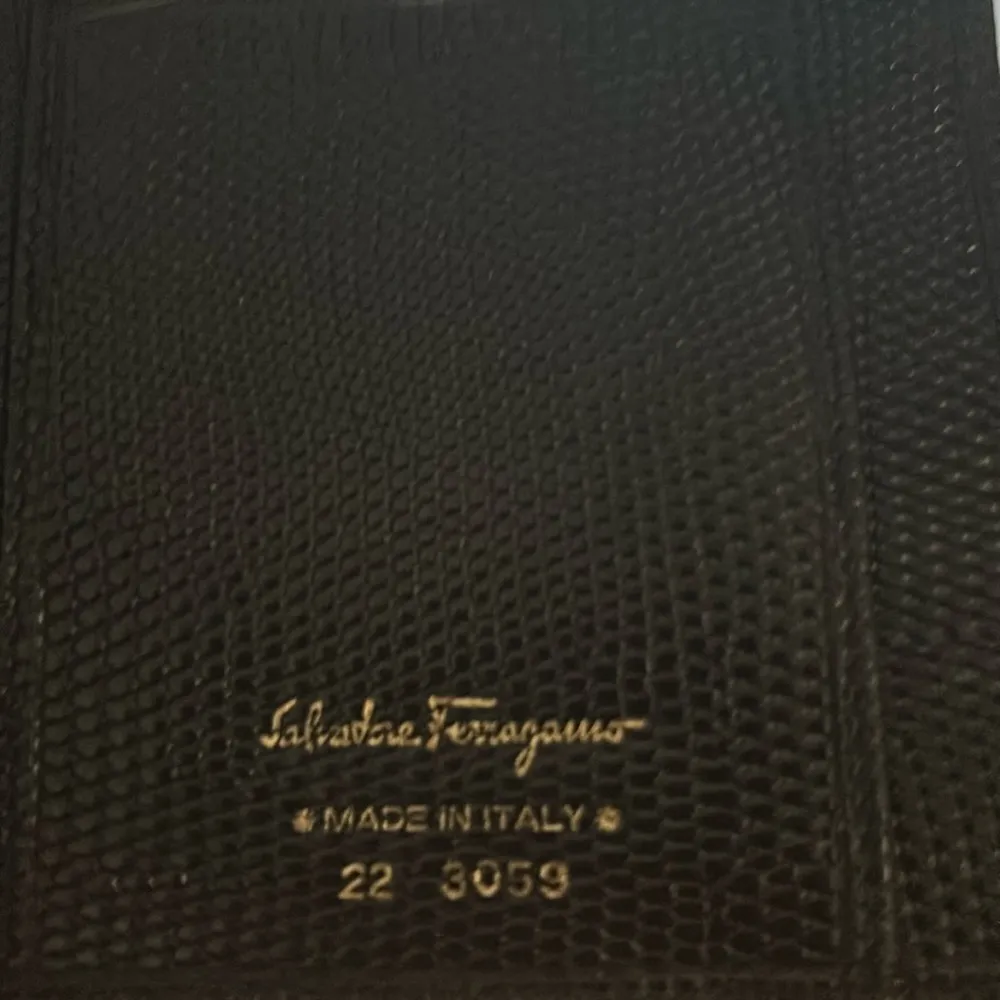 Salvatore Ferragamo
MADE IN ITALY
22 3059